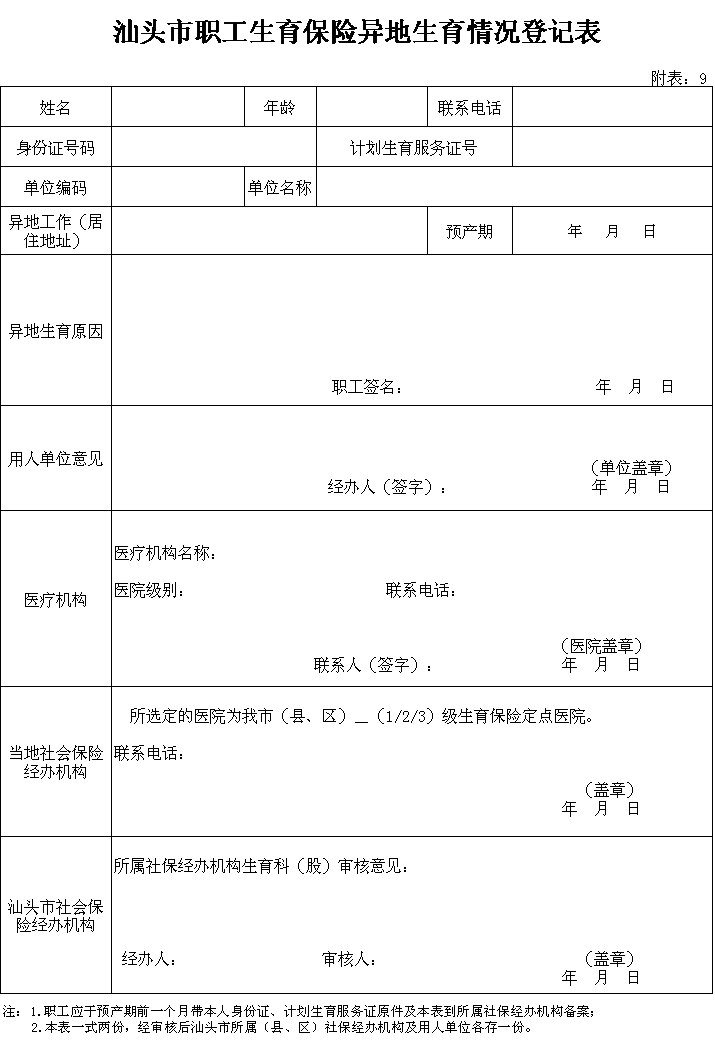 汕头市职工生育保险异地生育情况登记表
附表：9
姓名 年龄 联系电话
身份证号码 计划生育服务证号
单位编码 单位名称
异地工作（居
住地址） 预产期 年 月 日
异地生育原因
职工签名： 年 月 日
用人单位意见
（单位盖章）
经办人（签字）： 年 月 日
医疗机构
医疗机构名称：
医院级别： 联系电话：
（医院盖章）
联系人（签字）： 年 月 日
当地社会保险
经办机构
所选定的医院为我市（县、区）__（1/2/3）级生育保险定点医院。
联系电话：
（盖章）
年 月 日
汕头市社会保
险经办机构
所属社保经办机构生育科（股）审核意见：
经办人： 审核人： （盖章）
年 月 日
注：1.职工应于预产期前一个月带本人身份证、计划生育服务证原件及本表到所属社保经办机构备案；
2.本表一式两份，经审核后汕头市所属（县、区）社保经办机构及用人单位各存一份。